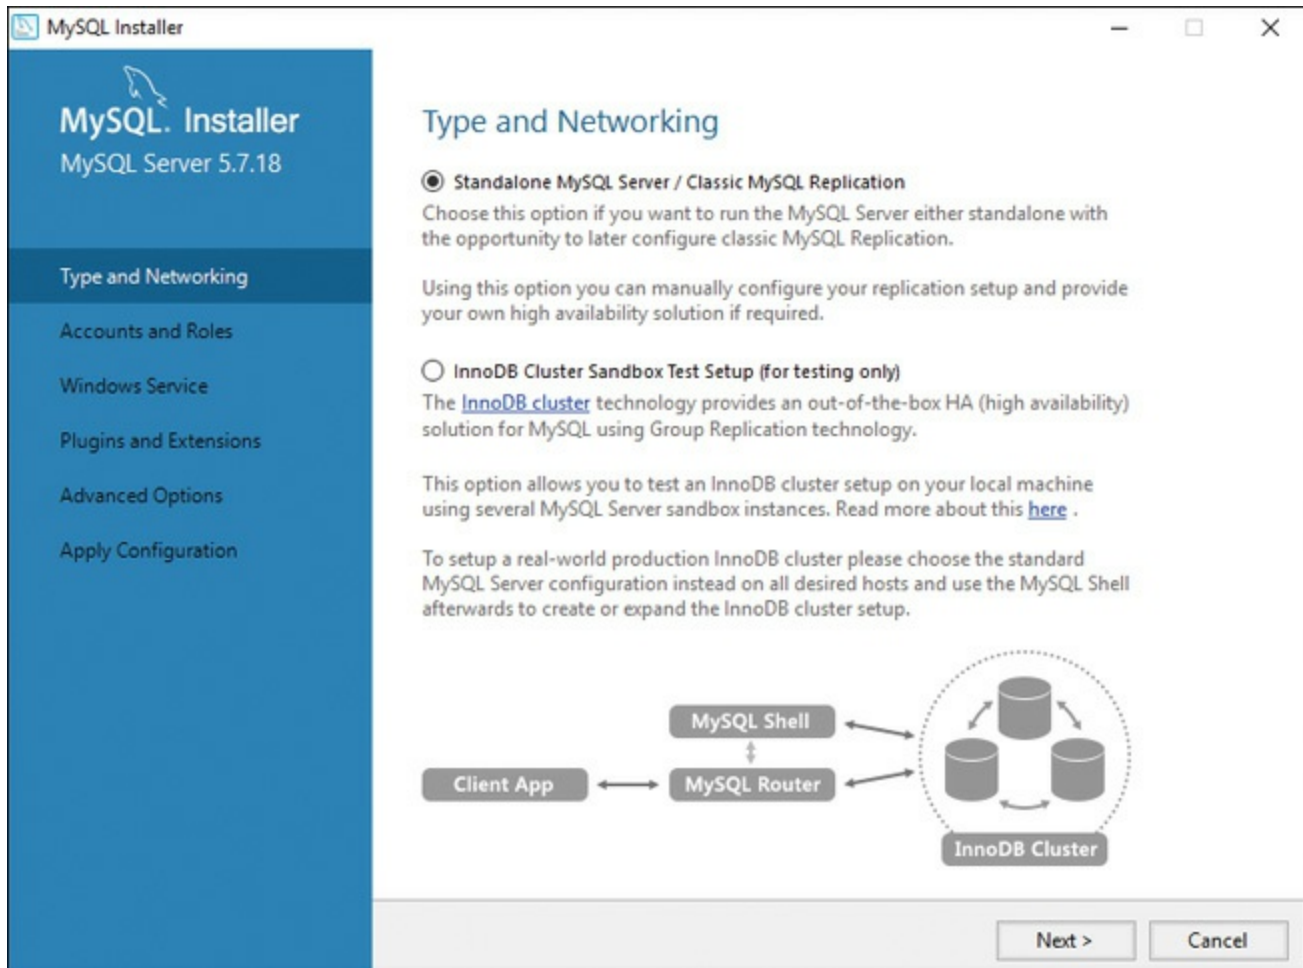 MySQL Installer
MySQL. Installer
MySQL Server 5.7.18
Type and Networking
Accounts and Roles
Windows Service
Plugins and Extensions
Advanced Options
Apply Configuration
Type and Networking
Standalone MySQL Server / Classic MySQL Replication
Choose this option if you want to run the MySQL Server either standalone with
the opportunity to later configure classic MySQL Replication.
Using this option you can manually configure your replication setup and provide
your own high availability solution if required.
InnoDB Cluster Sandbox Test Setup (for testing only)
The InnoDB cluster technology provides an out-of-the-box HA (high availability)
solution for MySQL using Group Replication technology.
This option allows you to test an InnoDB cluster setup on your local machine
using several MySQL Server sandbox instances. Read more about this here .
To setup a real-world production InnoDB cluster please choose the standard
MySQL Server configuration instead on all desired hosts and use the MySQL Shell
afterwards to create or expand the InnoDB cluster setup.
MySQL Shell
Client App
MySQL Router
InnoDB Cluster
Next >
Cancel